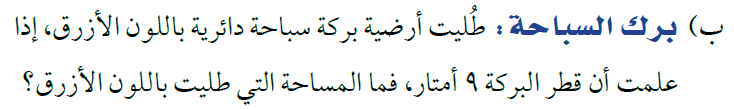 ب) برك السباحة : طُليت أرضية بركة سباحة دائرية باللون الأزرق، إذا
علمت أن قطر البركة ٩ أمتار، فما المساحة التي طليت باللون الأزرق؟